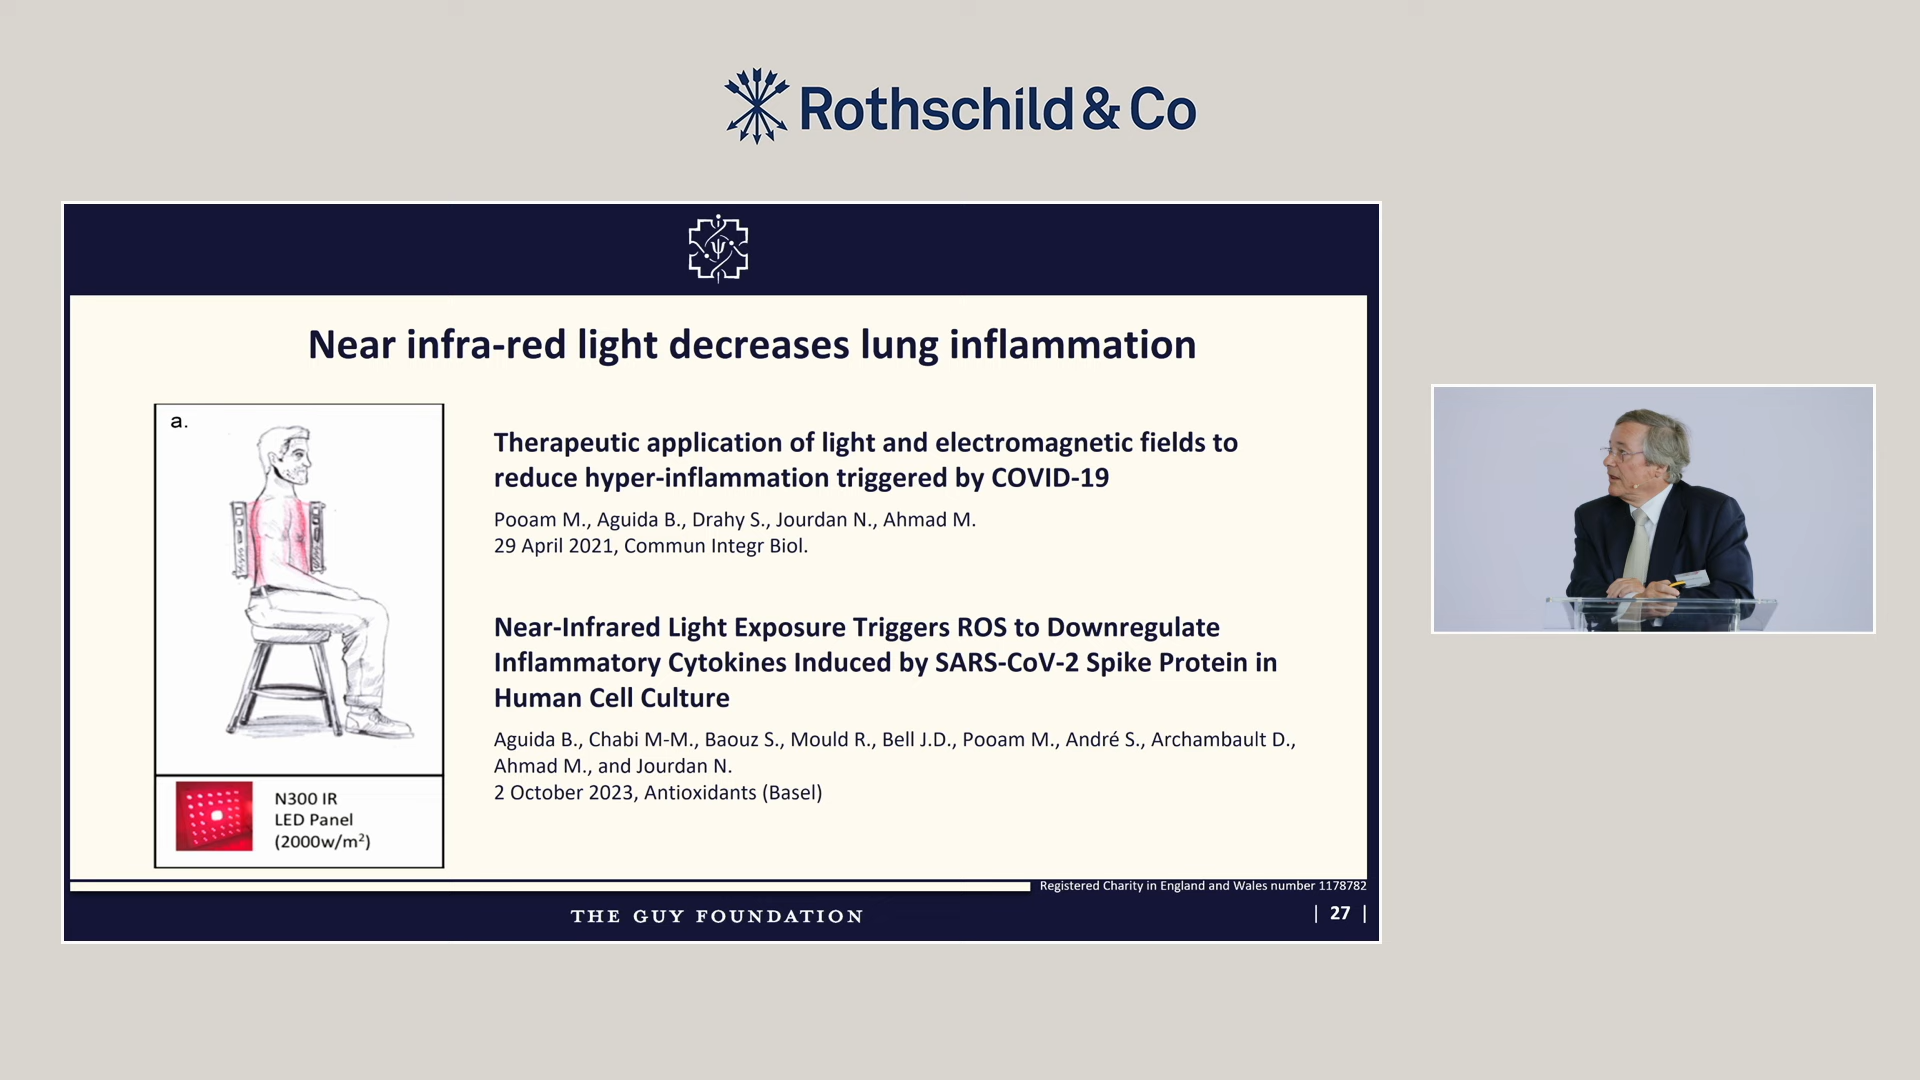 Rothschild & Co
Near infra-red light decreases lung inflammation
a.
N300 IR
LED Panel
(2000w/m²)
Therapeutic application of light and electromagnetic fields to
reduce hyper-inflammation triggered by COVID-19
Pooam M., Aguida B., Drahy S., Jourdan N., Ahmad M.
29 April 2021, Commun Integr Biol.
Near-Infrared Light Exposure Triggers ROS to Downregulate
Inflammatory Cytokines Induced by SARS-CoV-2 Spike Protein in
Human Cell Culture
Aguida B., Chabi M-M., Baouz S., Mould R., Bell J.D., Pooam M., André S., Archambault D.,
Ahmad M., and Jourdan N.
2 October 2023, Antioxidants (Basel)
Registered Charity in England and Wales number 1178782
THE GUY FOUNDATION
| 27 |